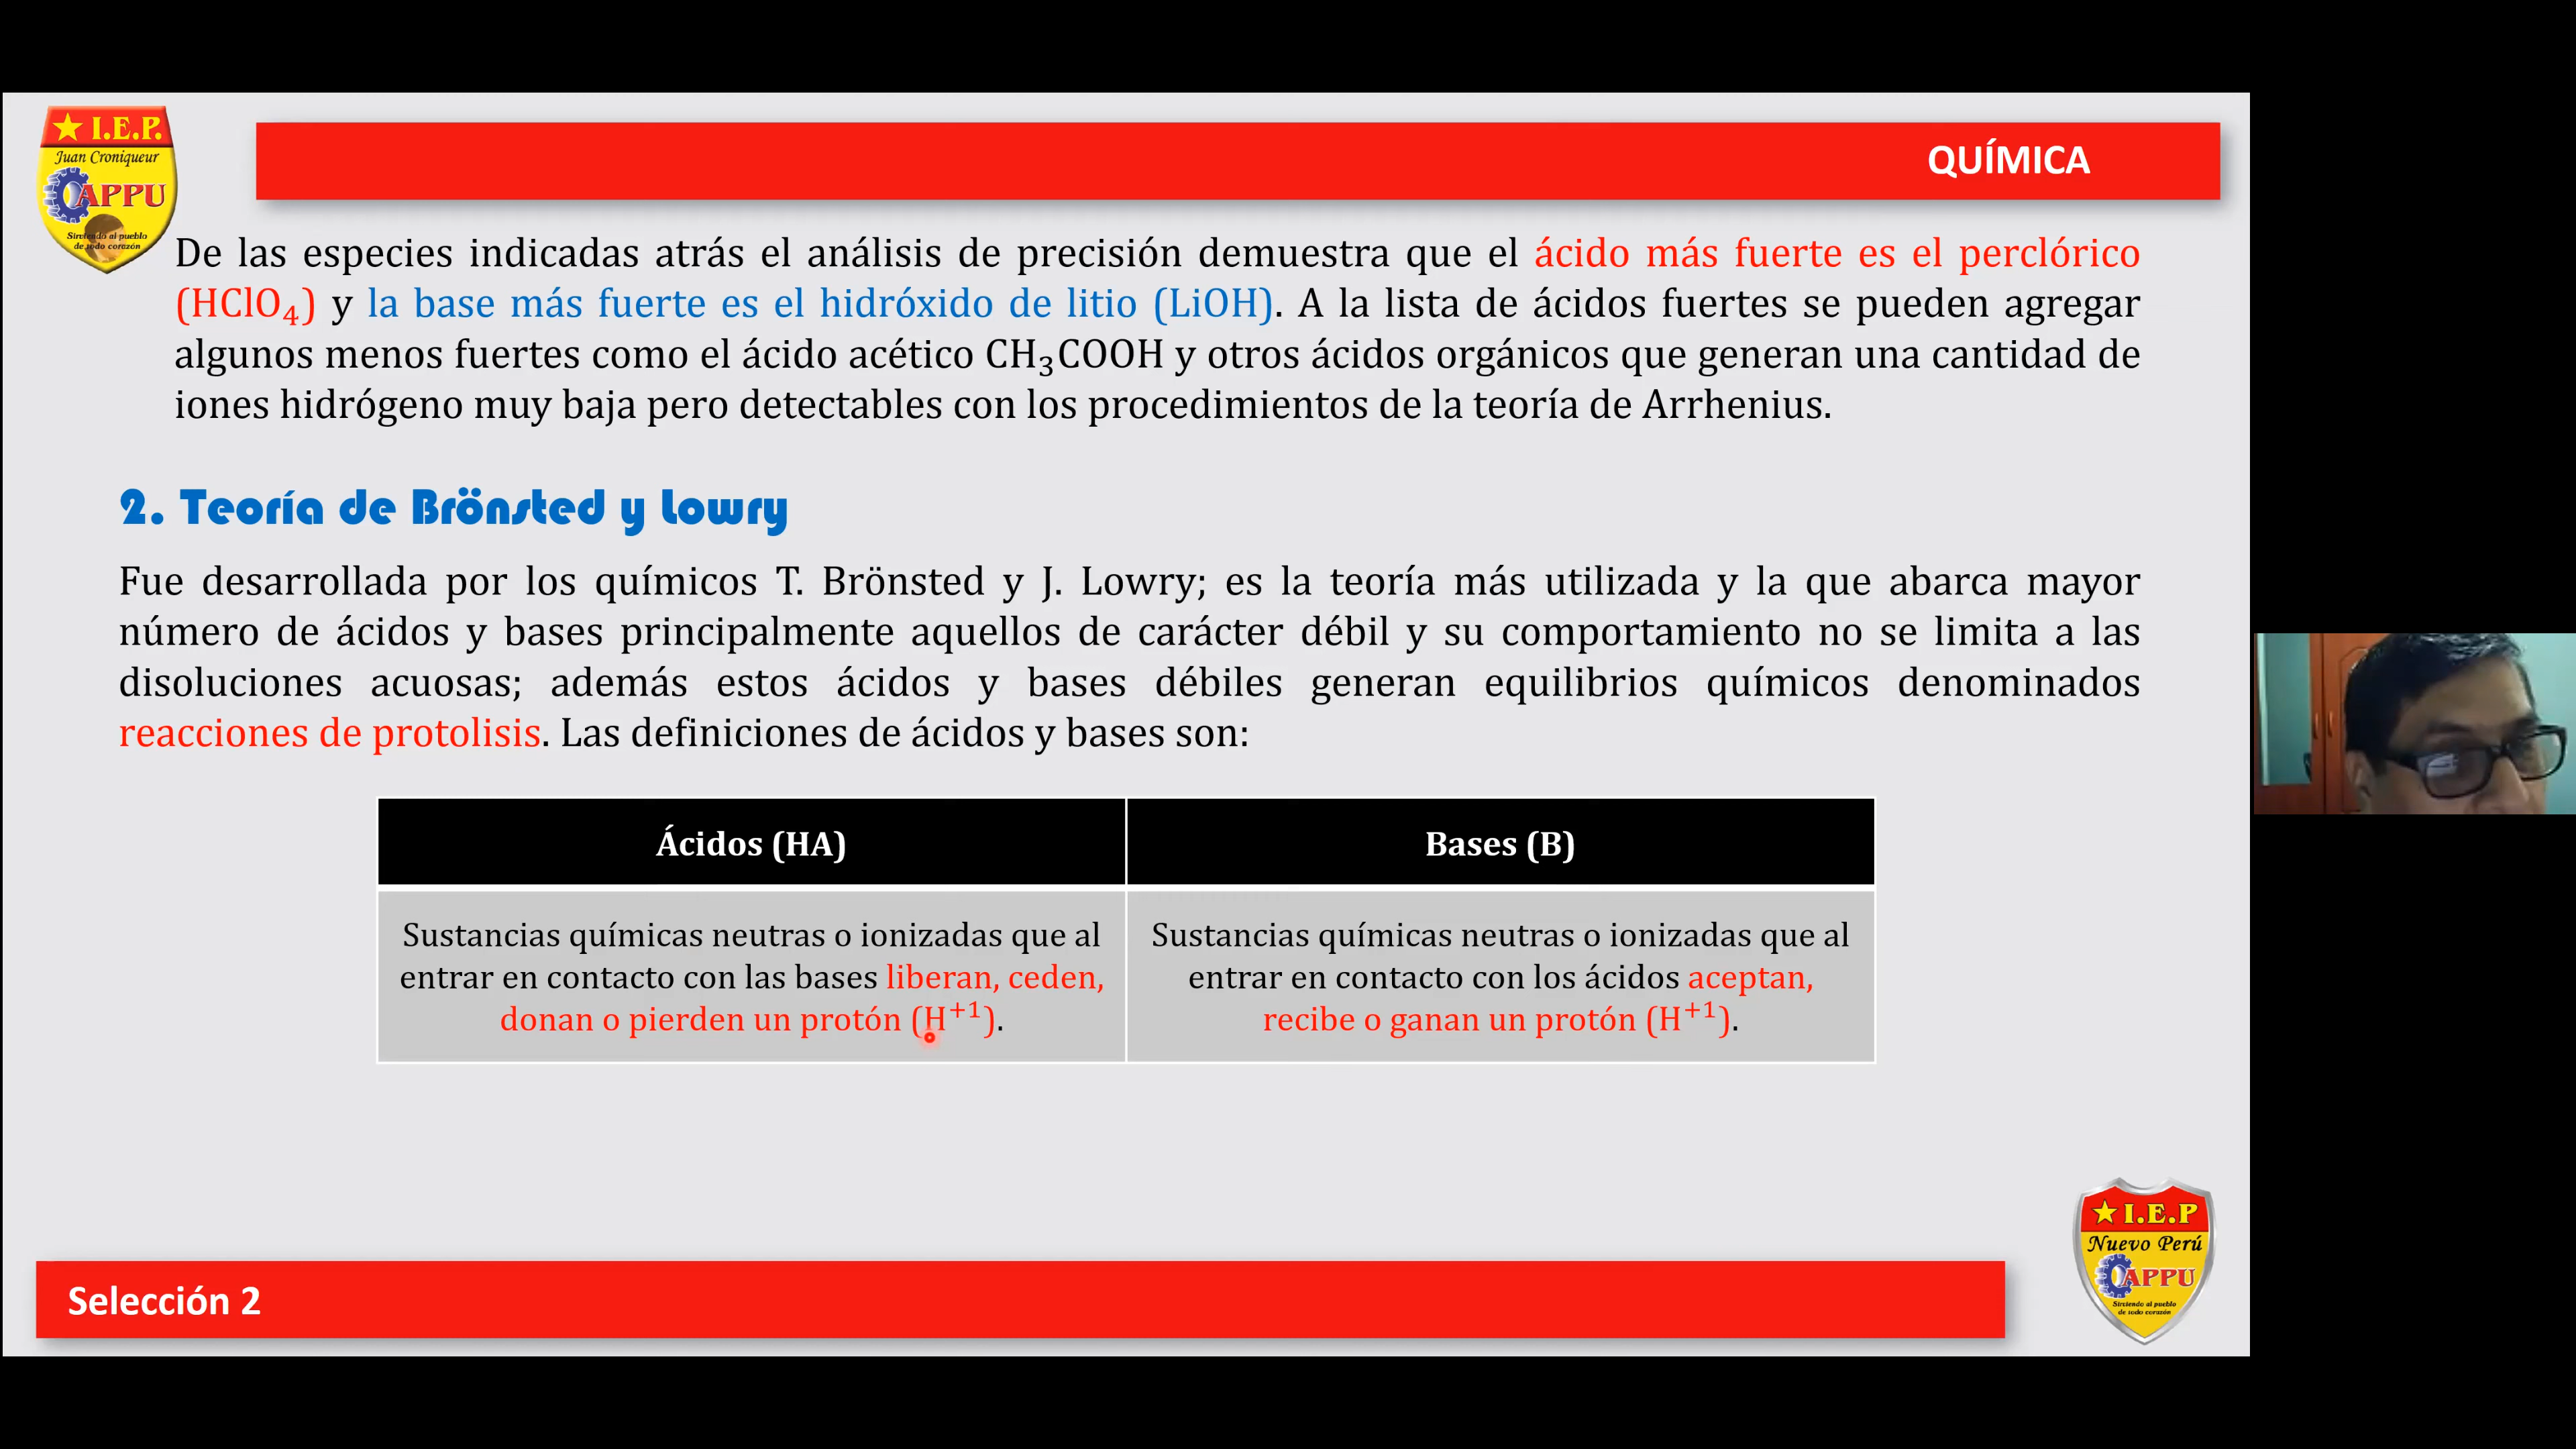 ★ I.E.P.
Juan Croniqueur
APPU
Sirviendo al pueblo
de todo corazón
QUÍMICA
De las especies indicadas atrás el análisis de precisión demuestra que el ácido más fuerte es el perclórico
(HClO₄) y la base más fuerte es el hidróxido de litio (LiOH). A la lista de ácidos fuertes se pueden agregar
algunos menos fuertes como el ácido acético CH₃COOH y otros ácidos orgánicos que generan una cantidad de
iones hidrógeno muy baja pero detectables con los procedimientos de la teoría de Arrhenius.
2. Teoría de Brönsted y Lowry
Fue desarrollada por los químicos T. Brönsted y J. Lowry; es la teoría más utilizada y la que abarca mayor
número de ácidos y bases principalmente aquellos de carácter débil y su comportamiento no se limita a las
disoluciones acuosas; además estos ácidos y bases débiles generan equilibrios químicos denominados
reacciones de protolisis. Las definiciones de ácidos y bases son:
Ácidos (HA)
Sustancias químicas neutras o ionizadas que al
entrar en contacto con las bases liberan, ceden,
donan o pierden un protón (H⁺¹).
Bases (B)
Sustancias químicas neutras o ionizadas que al
entrar en contacto con los ácidos aceptan,
recibe o ganan un protón (H⁺¹).
★ I.E.P
Nuevo Perú
APPU
Sirviendo al pueblo
de todo corazón
Selección 2